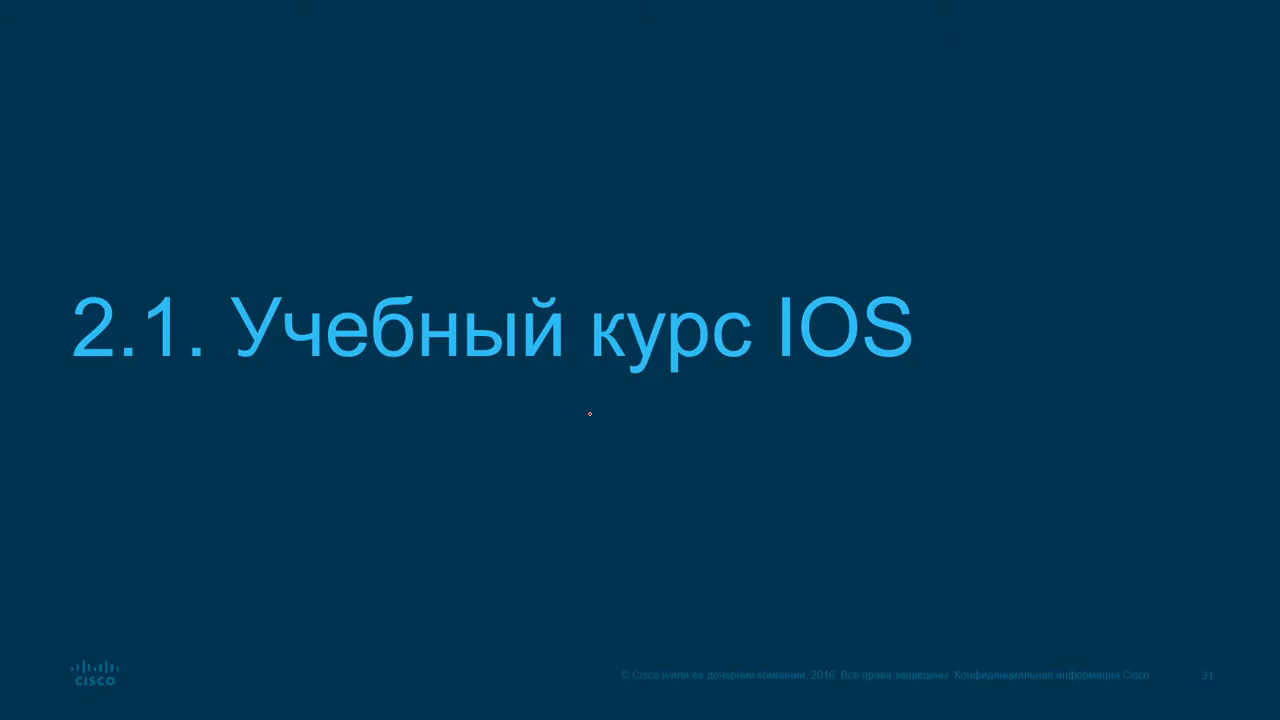 2.1. Учебный курс IOS
CISCO
© Cisco и/или ее дочерние компании, 2016. Все права защищены. Конфиденциальная информация Cisco
31